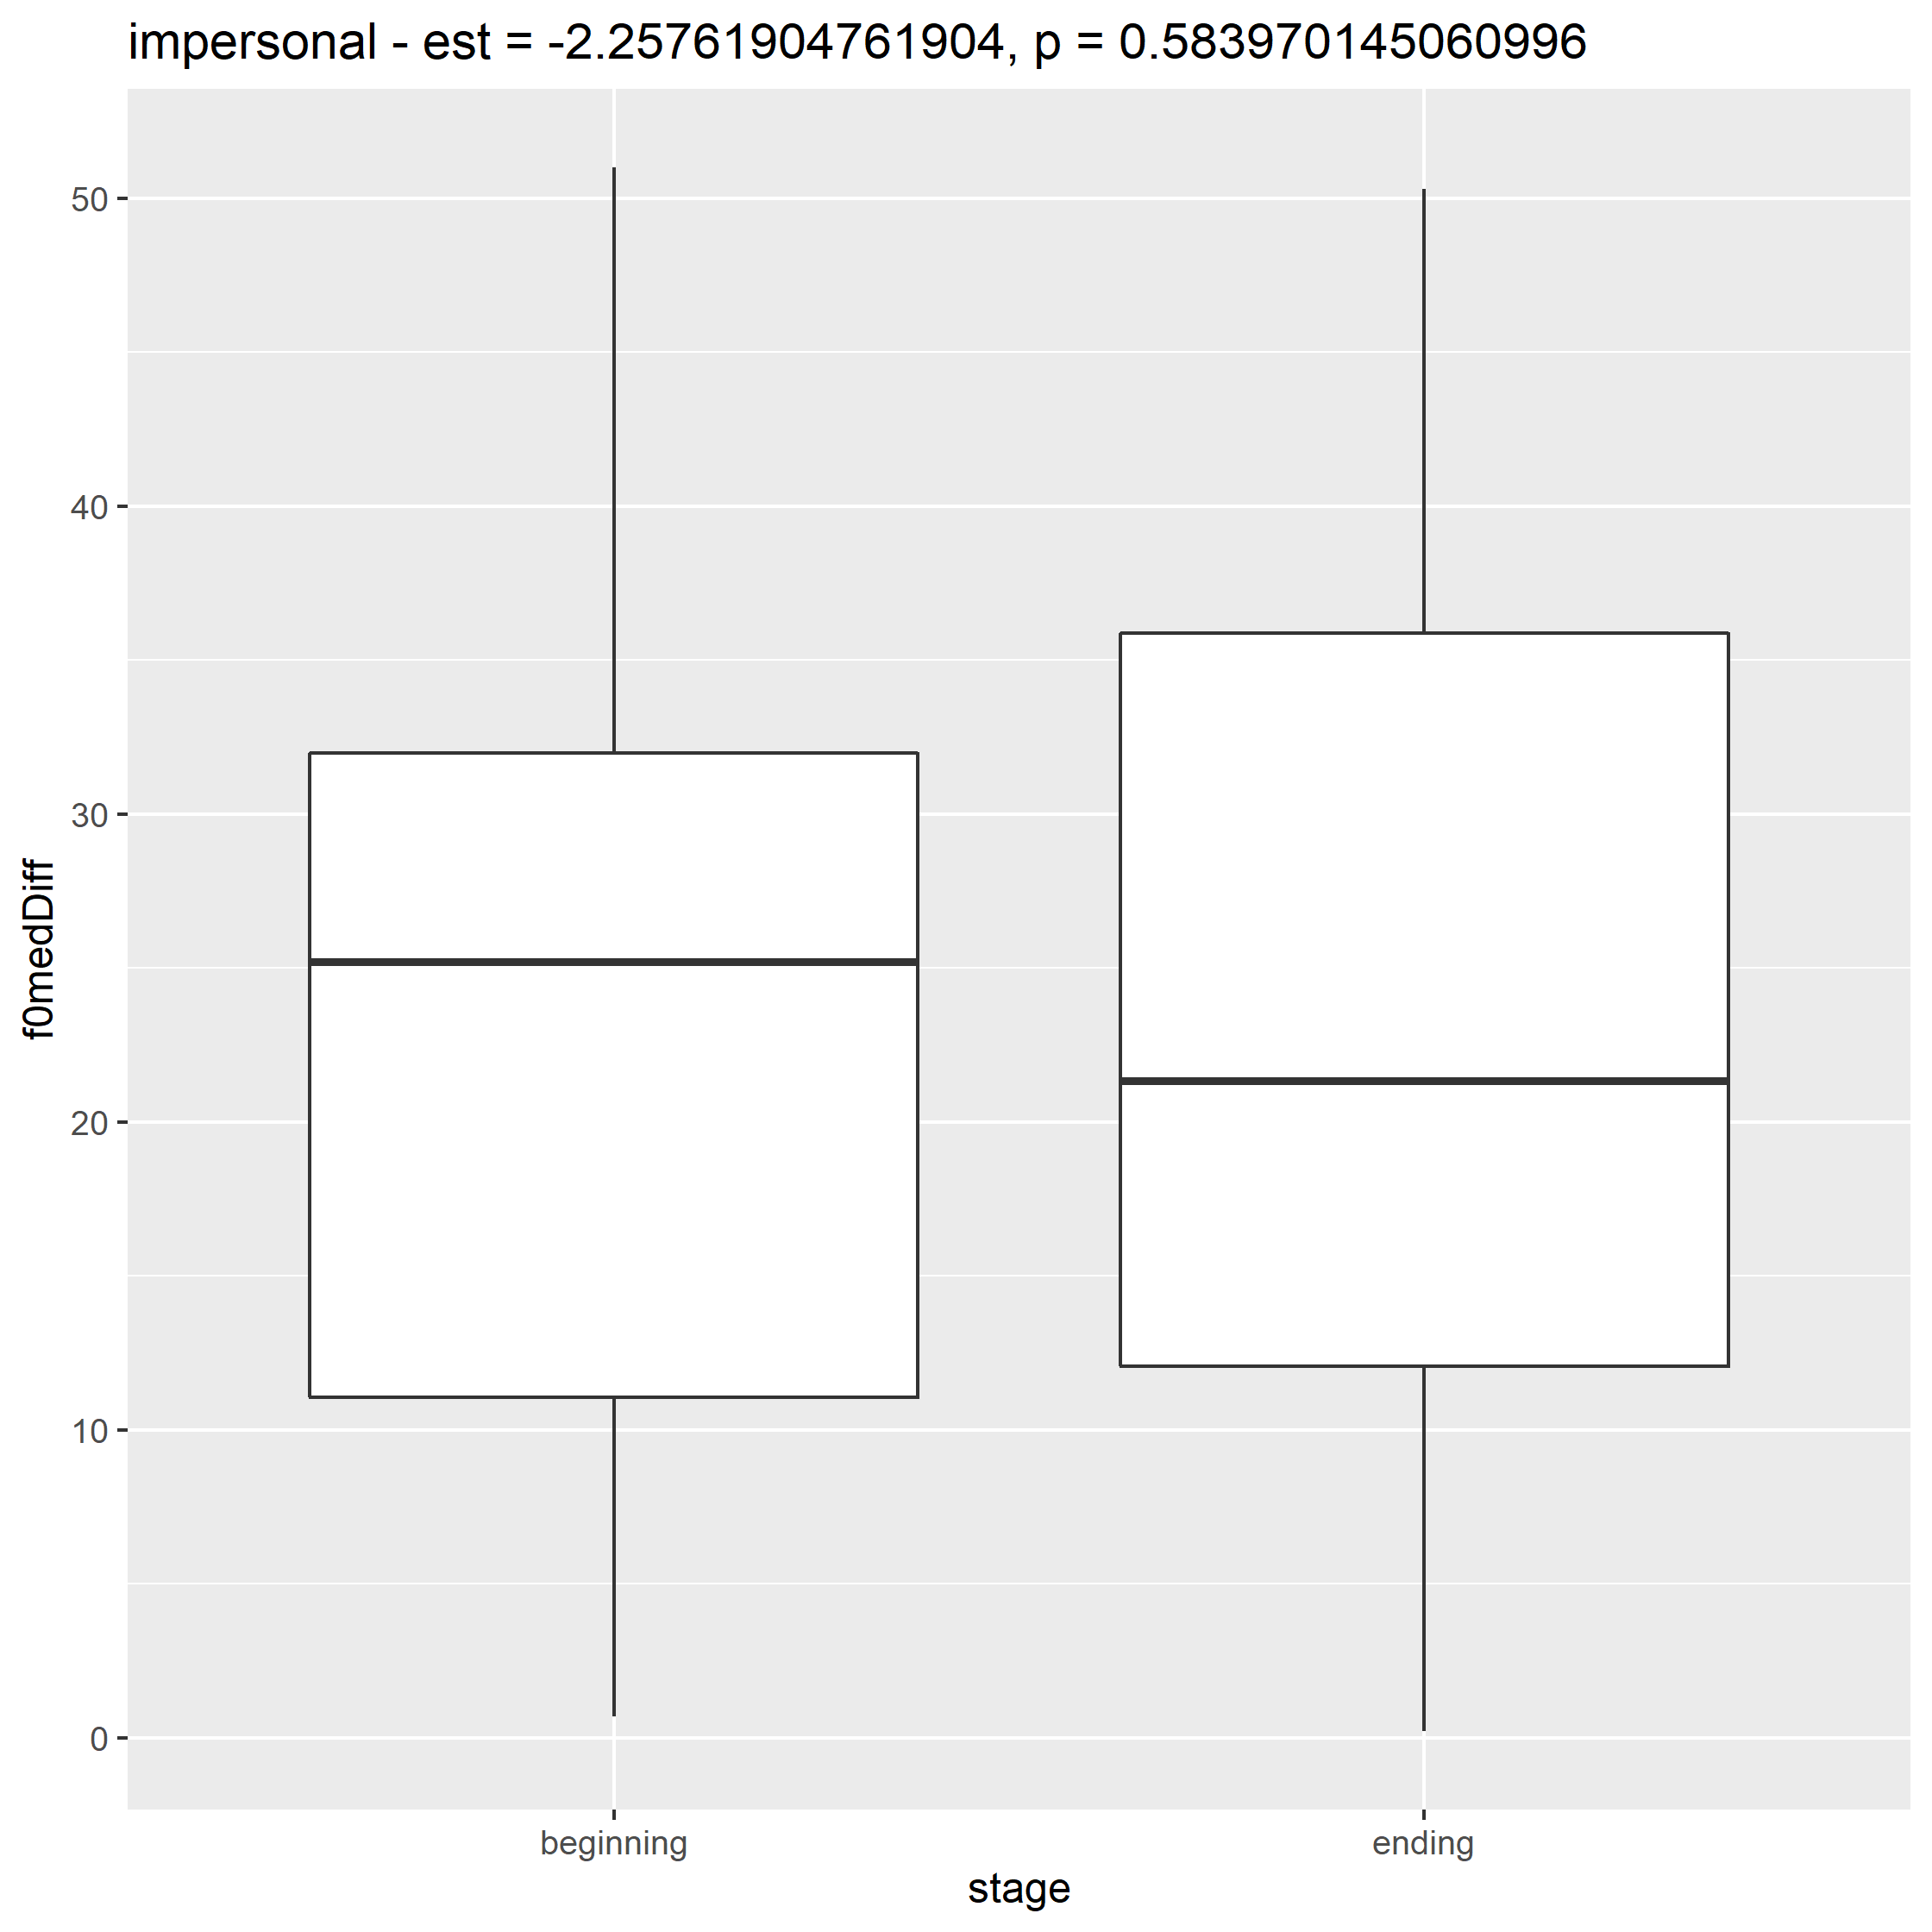 impersonal - est = -2.25761904761904, p = 0.583970145060996
50
40
30
20
10
0
f0medDiff
beginning
ending
stage